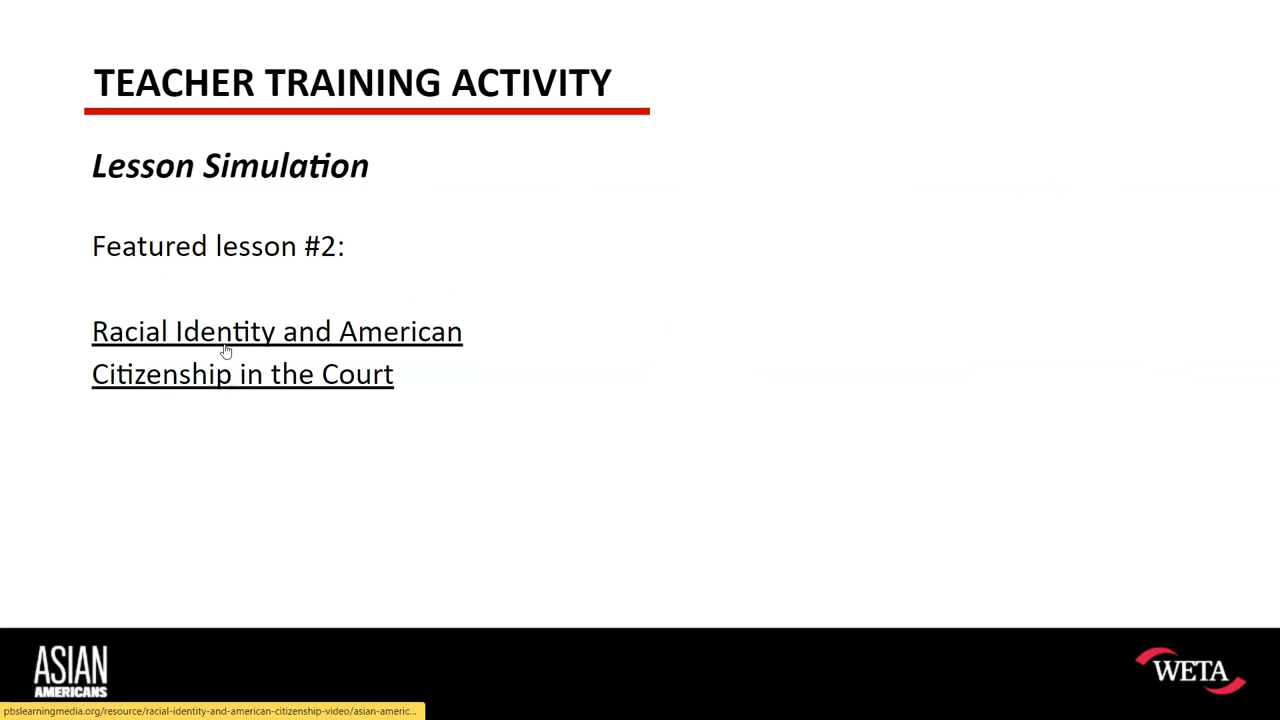 TEACHER TRAINING ACTIVITY
Lesson Simulation
Featured lesson #2:
Racial Identity and American
Citizenship in the Court
ASIAN
AMERICANS
WETA
pbslearningmedia.org/resource/racial-identity-and-american-citizenship-video/asian-americ...